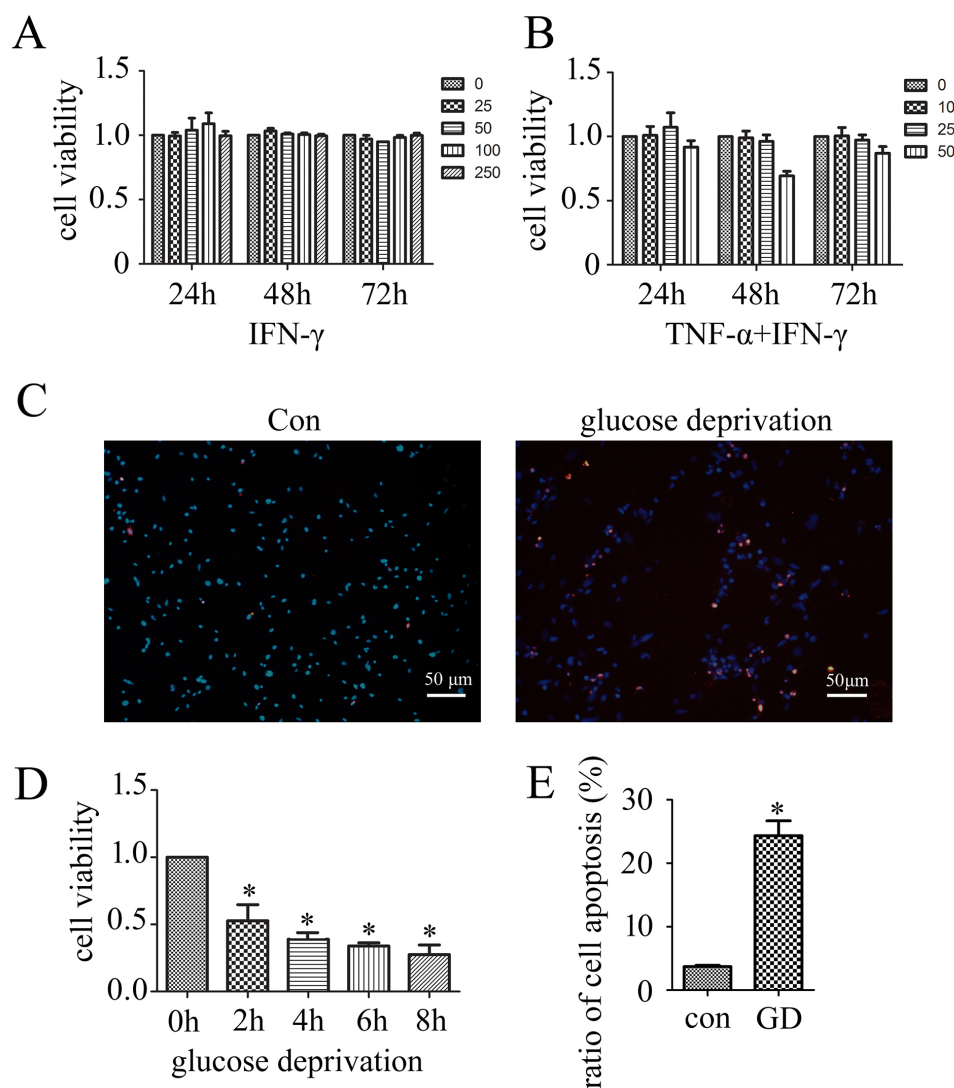 A
cell viability
1.5
1.0
0.5
0
24h 48h 72h
IFN-γ
0
25
50
100
250
B
cell viability
1.5
1.0
0.5
0
24h 48h 72h
TNF-α+IFN-γ
0
10
25
50
C
Con
50 μm
glucose deprivation
50μm
D
cell viability
1.5
1.0
0.5
0.0
* * * *
0h 2h 4h 6h 8h
glucose deprivation
E
ratio of cell apoptosis (%)
30
20
10
0
*
con GD